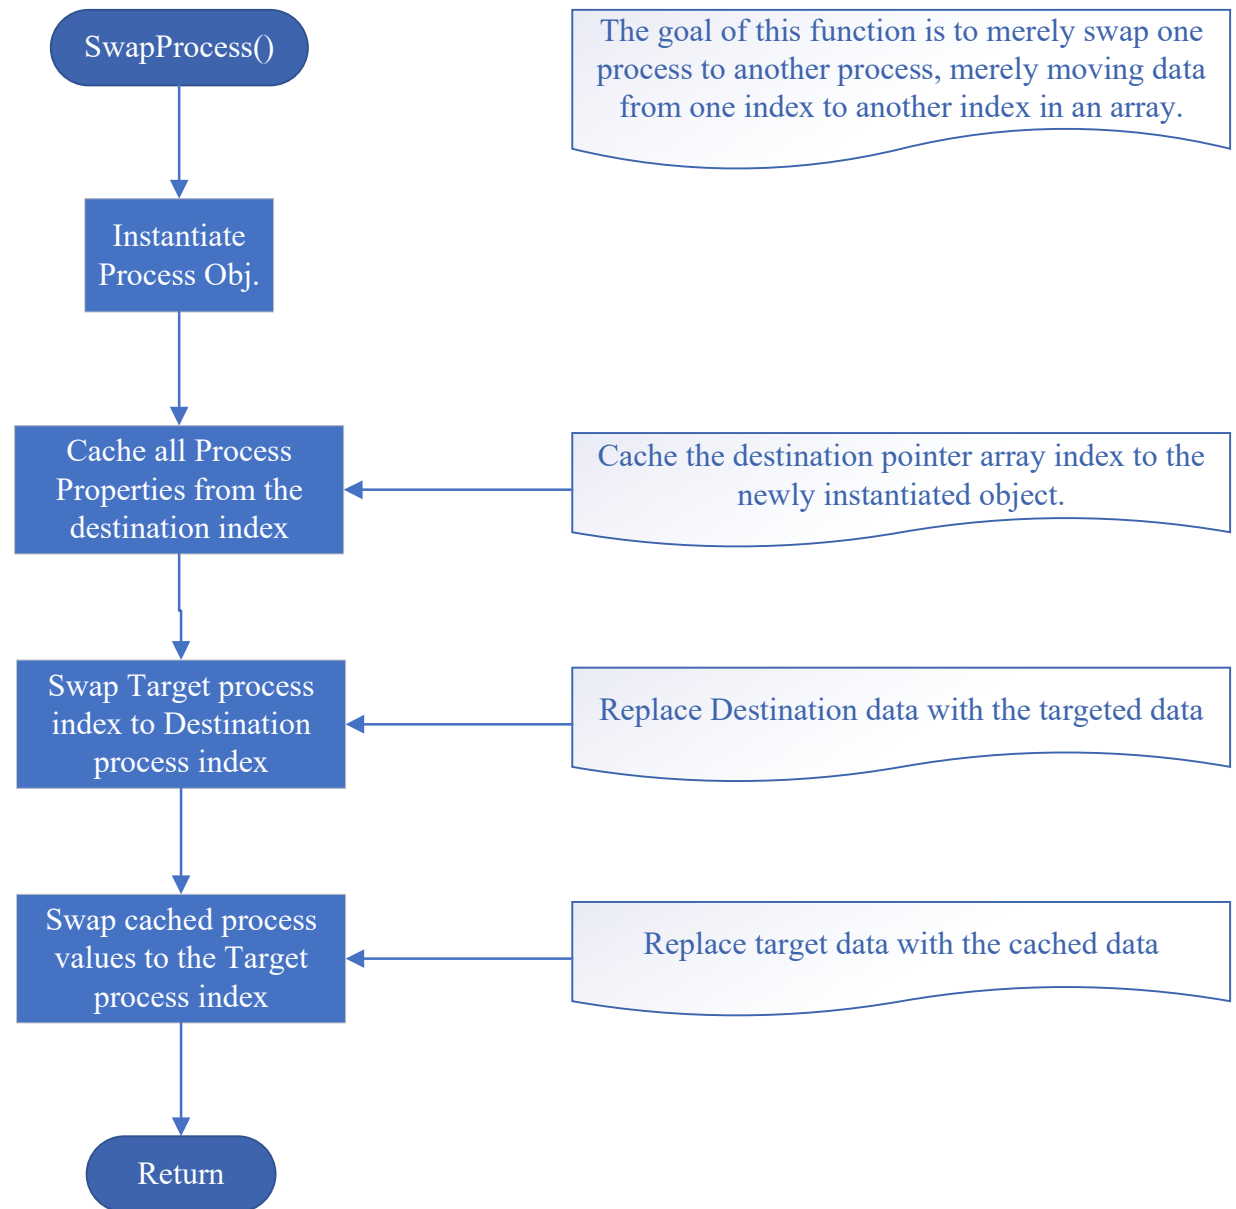 SwapProcess()
The goal of this function is to merely swap one
process to another process, merely moving data
from one index to another index in an array.
Instantiate
Process Obj.
Cache all Process
Properties from the
destination index
Cache the destination pointer array index to the
newly instantiated object.
Swap Target process
index to Destination
process index
Replace Destination data with the targeted data
Swap cached process
values to the Target
process index
Replace target data with the cached data
Return